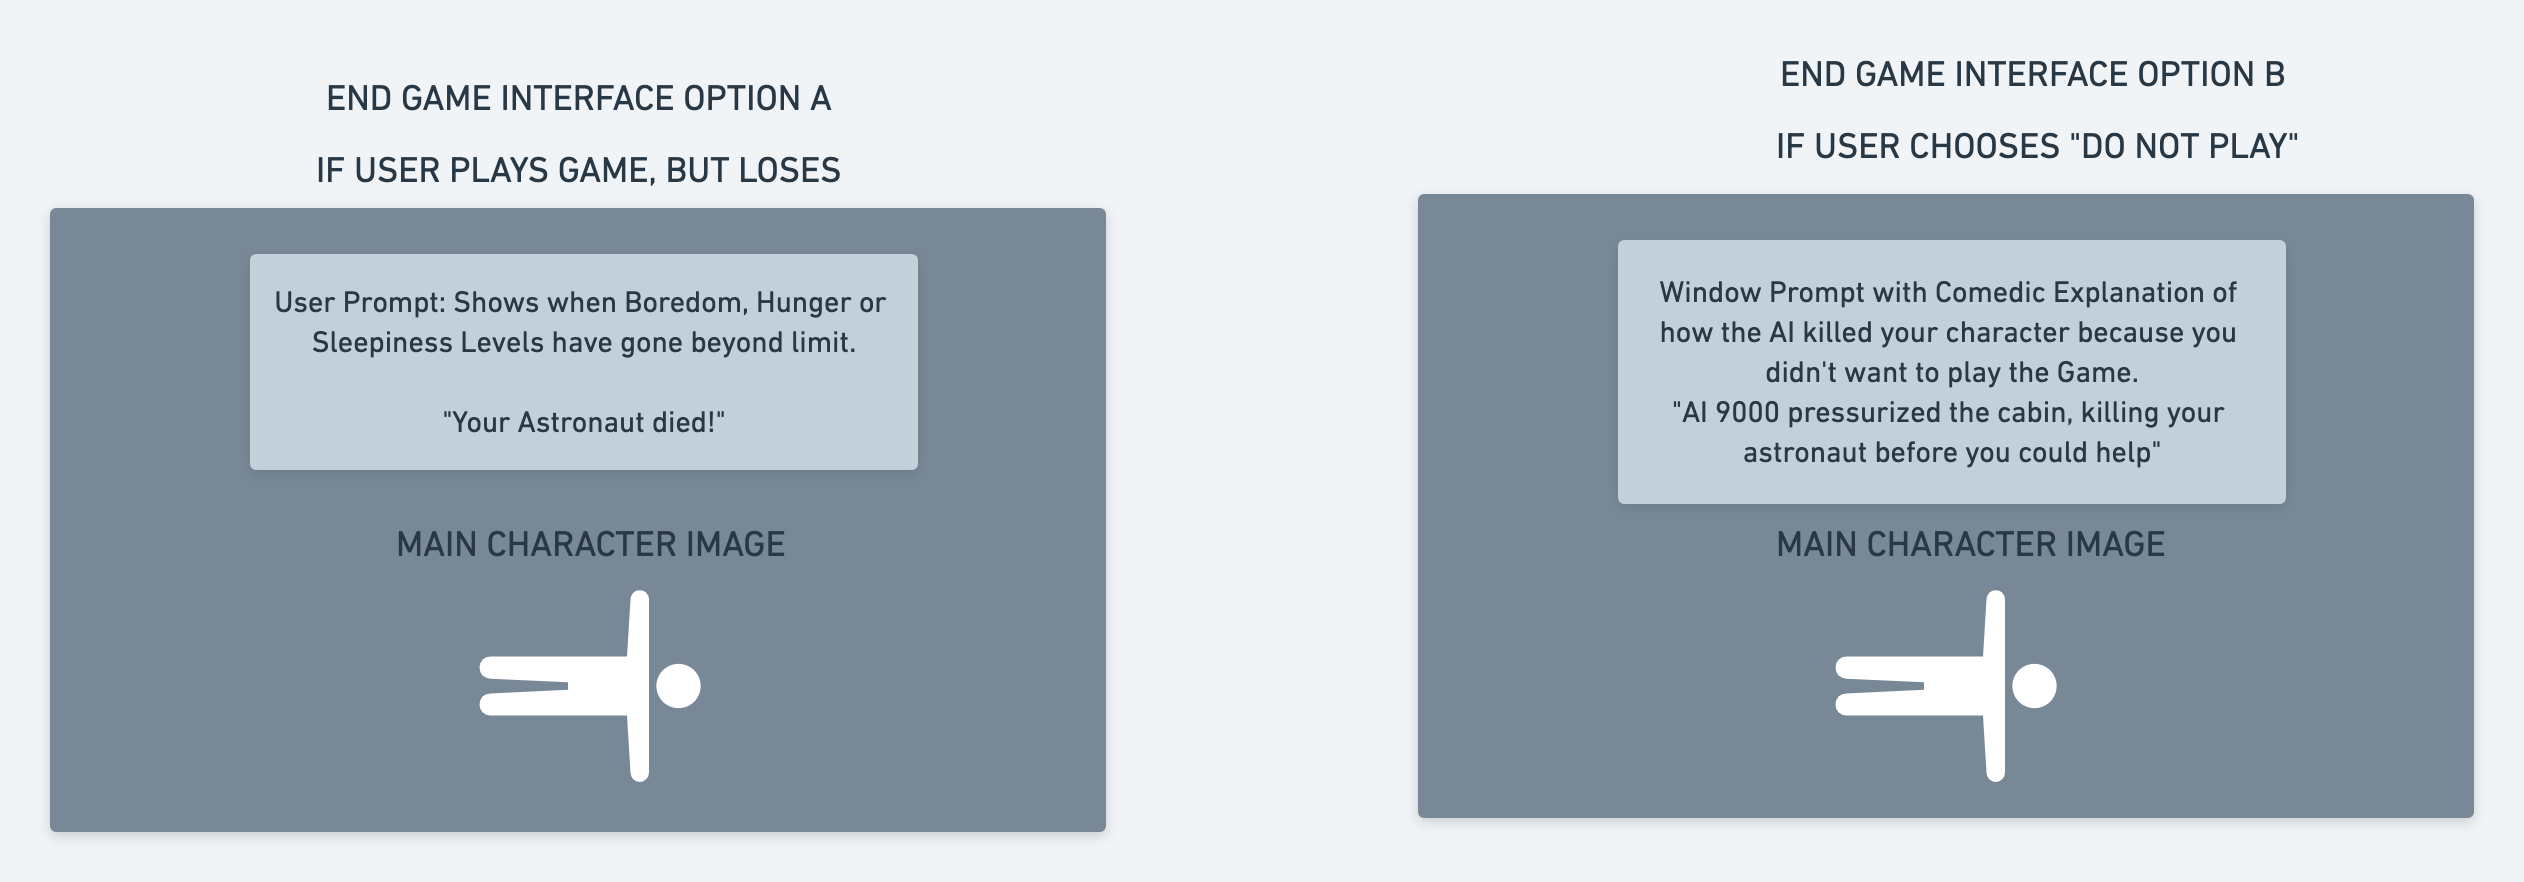 END GAME INTERFACE OPTION A
IF USER PLAYS GAME, BUT LOSES
User Prompt: Shows when Boredom, Hunger or
Sleepiness Levels have gone beyond limit.
"Your Astronaut died!"
MAIN CHARACTER IMAGE
END GAME INTERFACE OPTION B
IF USER CHOOSES "DO NOT PLAY"
Window Prompt with Comedic Explanation of
how the AI killed your character because you
didn't want to play the Game.
"AI 9000 pressurized the cabin, killing your
astronaut before you could help"
MAIN CHARACTER IMAGE